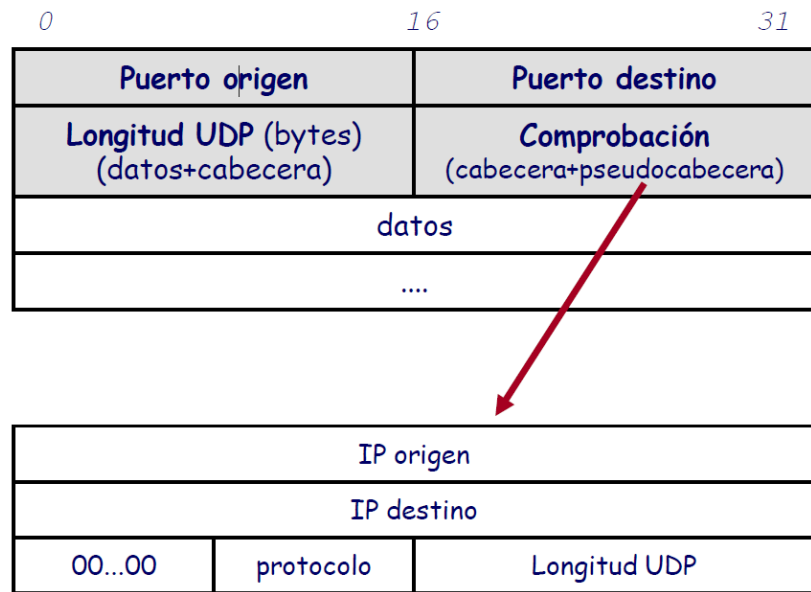 0 16 31
Puerto origen Puerto destino
Longitud UDP (bytes) Comprobación
(datos+cabecera) (cabecera+pseudocabecera)
datos
....
IP origen
IP destino
00...00 protocolo Longitud UDP